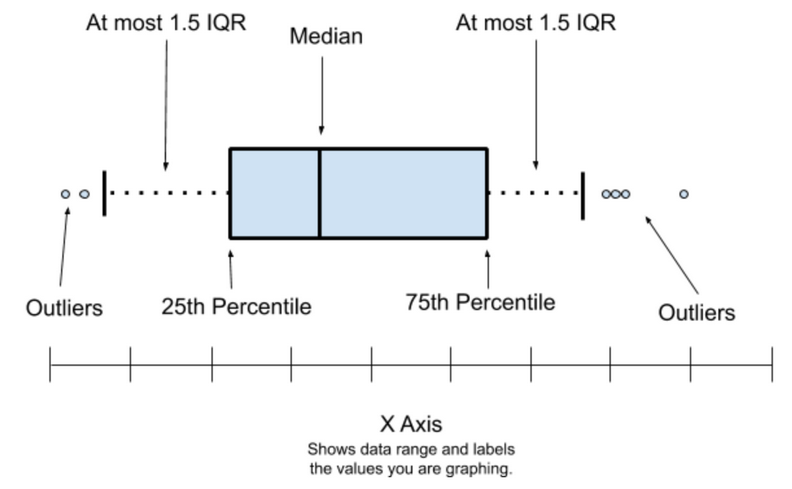 At most 1.5 IQR
Median
At most 1.5 IQR
Outliers
25th Percentile
75th Percentile
Outliers
X Axis
Shows data range and labels
the values you are graphing.